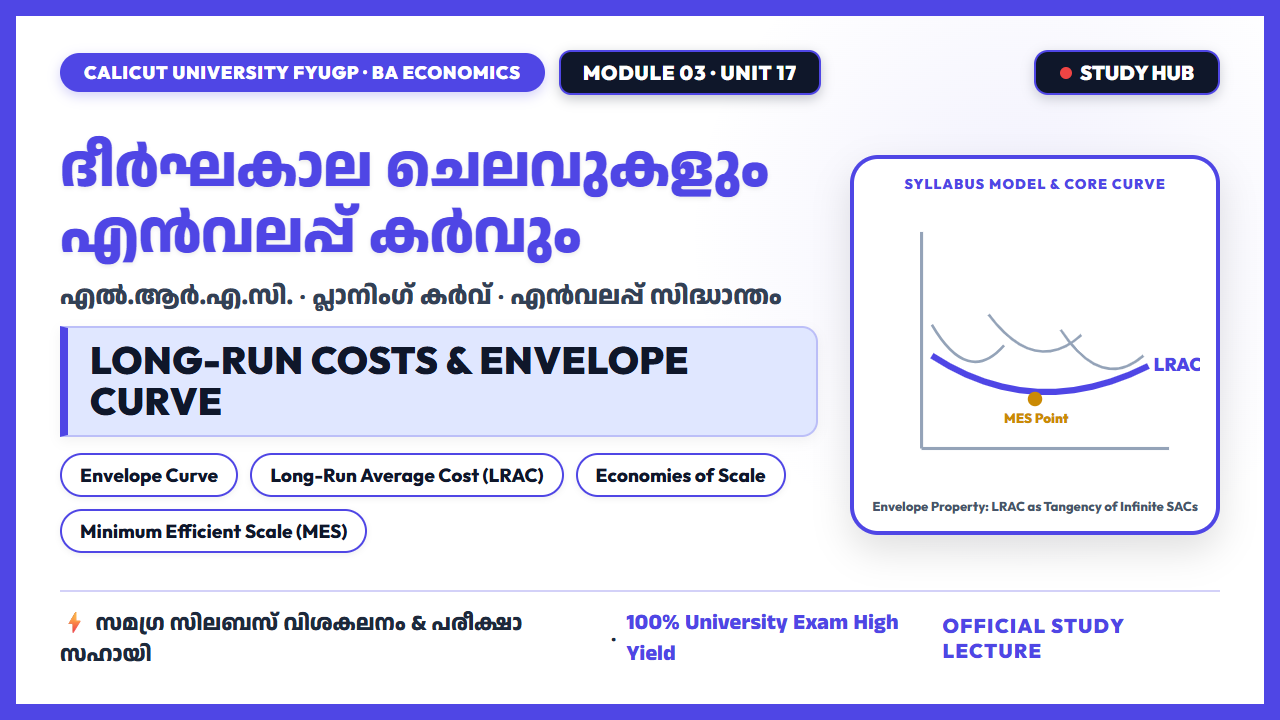 CALICUT UNIVERSITY FYUGP · BA ECONOMICS
MODULE 03 · UNIT 17
STUDY HUB
ദീർഘകാല ചെലവുകളും
എൻവലപ്പ് കർവും
എൽ.ആർ.എ.സി. · പ്ലാനിംഗ് കർവ് · എൻവലപ്പ് സിദ്ധാന്തം
LONG-RUN COSTS & ENVELOPE
CURVE
Envelope Curve
Long-Run Average Cost (LRAC)
Economies of Scale
Minimum Efficient Scale (MES)
SYLLABUS MODEL & CORE CURVE
LRAC
MES Point
Envelope Property: LRAC as Tangency of Infinite SACs
⚡ സമഗ്ര സിലബസ് വിശകലനം & പരീക്ഷാ
സഹായി
·
100% University Exam High
Yield
OFFICIAL STUDY
LECTURE